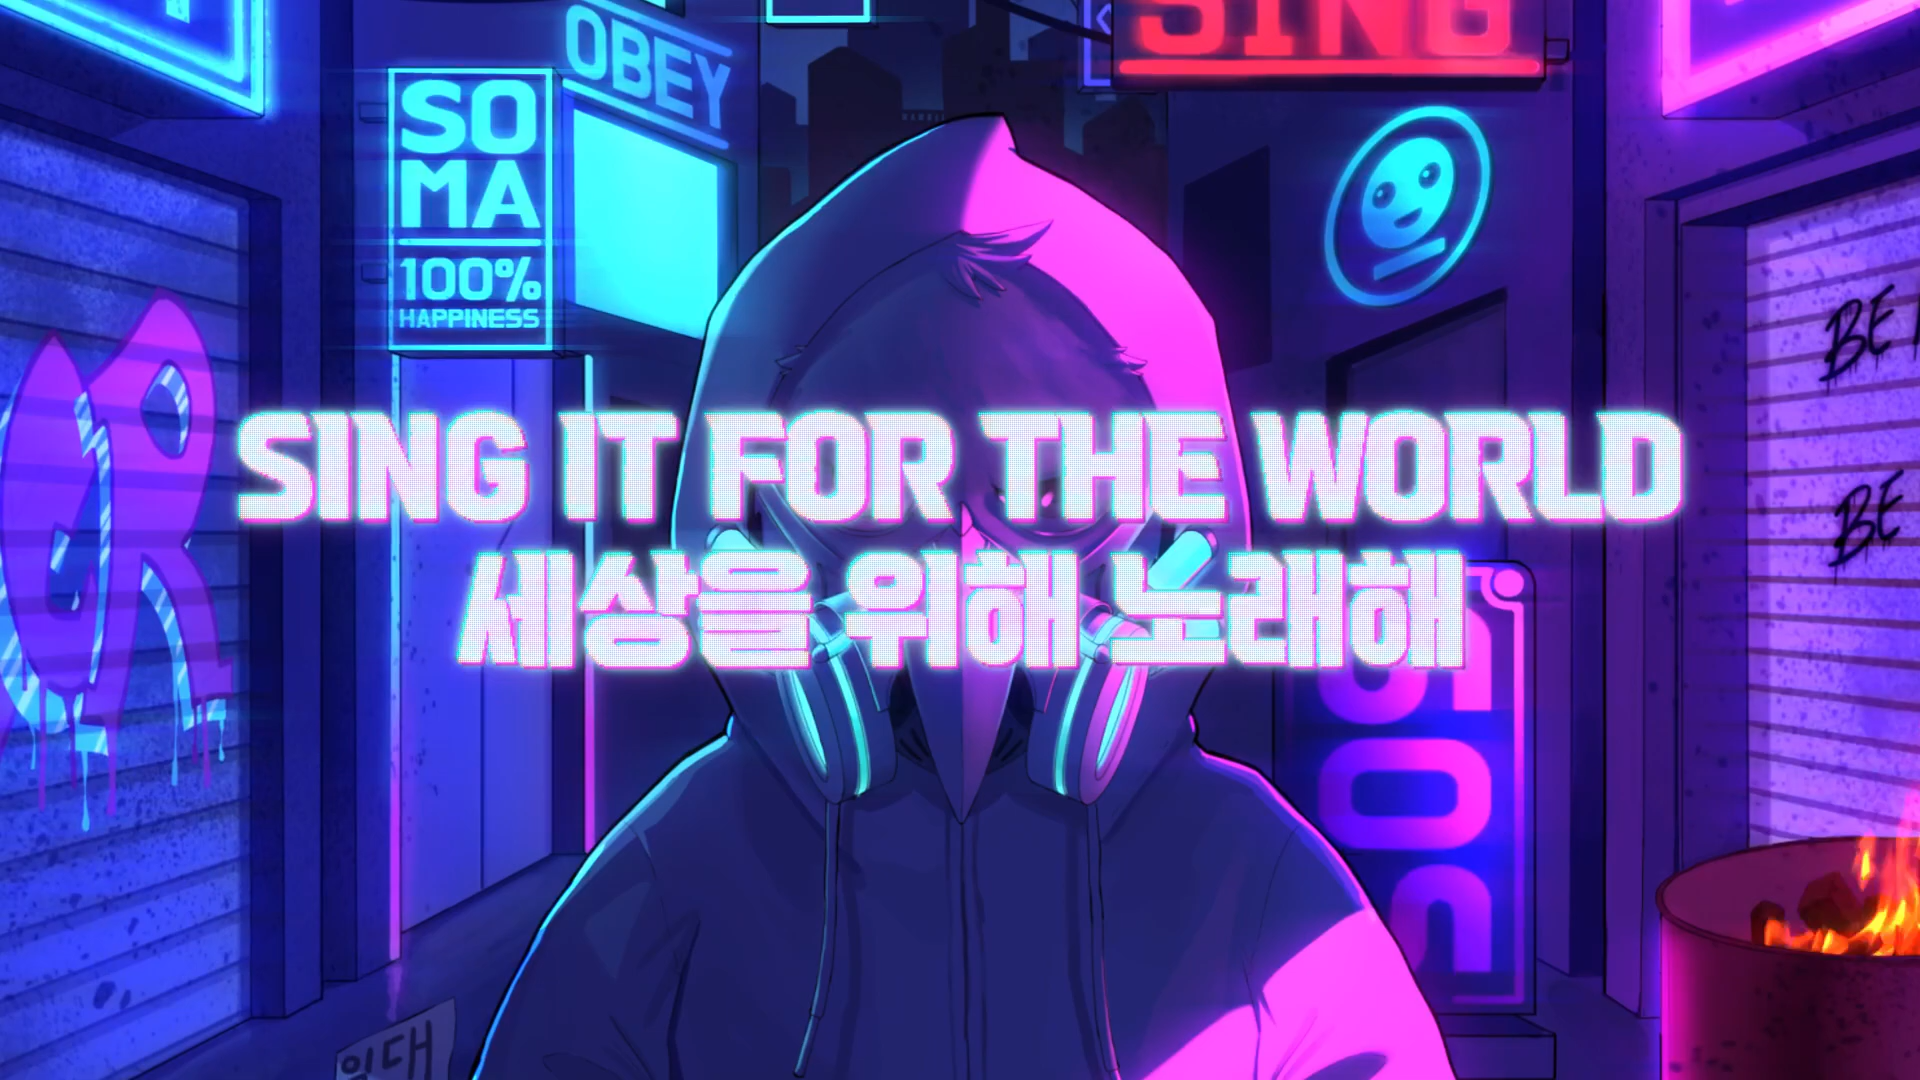 SING
OBEY
SO
MA
100%
HAPPINESS
BE
SING IT FOR THE WORLD
세상을 위해 노래해
BE
SOS
임대